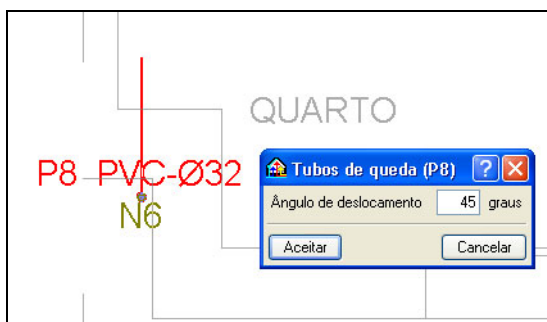 QUARTO
P8 PVC-Ø32
N6
Tubos de queda (P8)
Ângulo de deslocamento 45 graus
Aceitar Cancelar